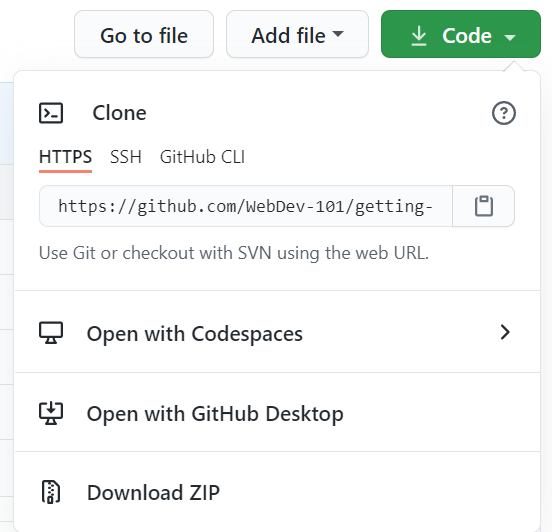 Go to file Add file Code
Clone
HTTPS SSH GitHub CLI
https://github.com/WebDev-101/getting-
Use Git or checkout with SVN using the web URL.
Open with Codespaces
Open with GitHub Desktop
Download ZIP